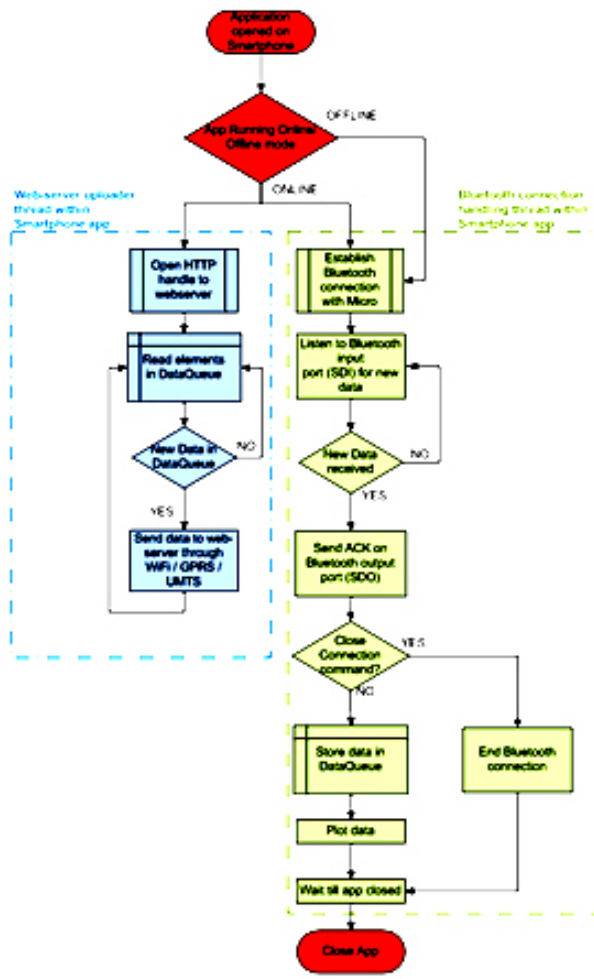 Application
opened on
Smartphone
App Running Online/
Offline mode
OFFLINE
ONLINE
Web-server uploader
thread within
Smartphone app
Bluetooth connection
handling thread within
Smartphone app
Open HTTP
handle to
webserver
Establish
Bluetooth
connection
with Micro
Read elements
in DataQueue
Listen to Bluetooth
input
port (SDI) for new
data
New Data in
DataQueue
NO
New Data
received
NO
YES
YES
Send data to web-
server through
WiFi / GPRS /
UMTS
Send ACK on
Bluetooth output
port (SDO)
Close
Connection
command?
YES
NO
Store data in
DataQueue
End Bluetooth
connection
Plot data
Wait till app closed
Close App